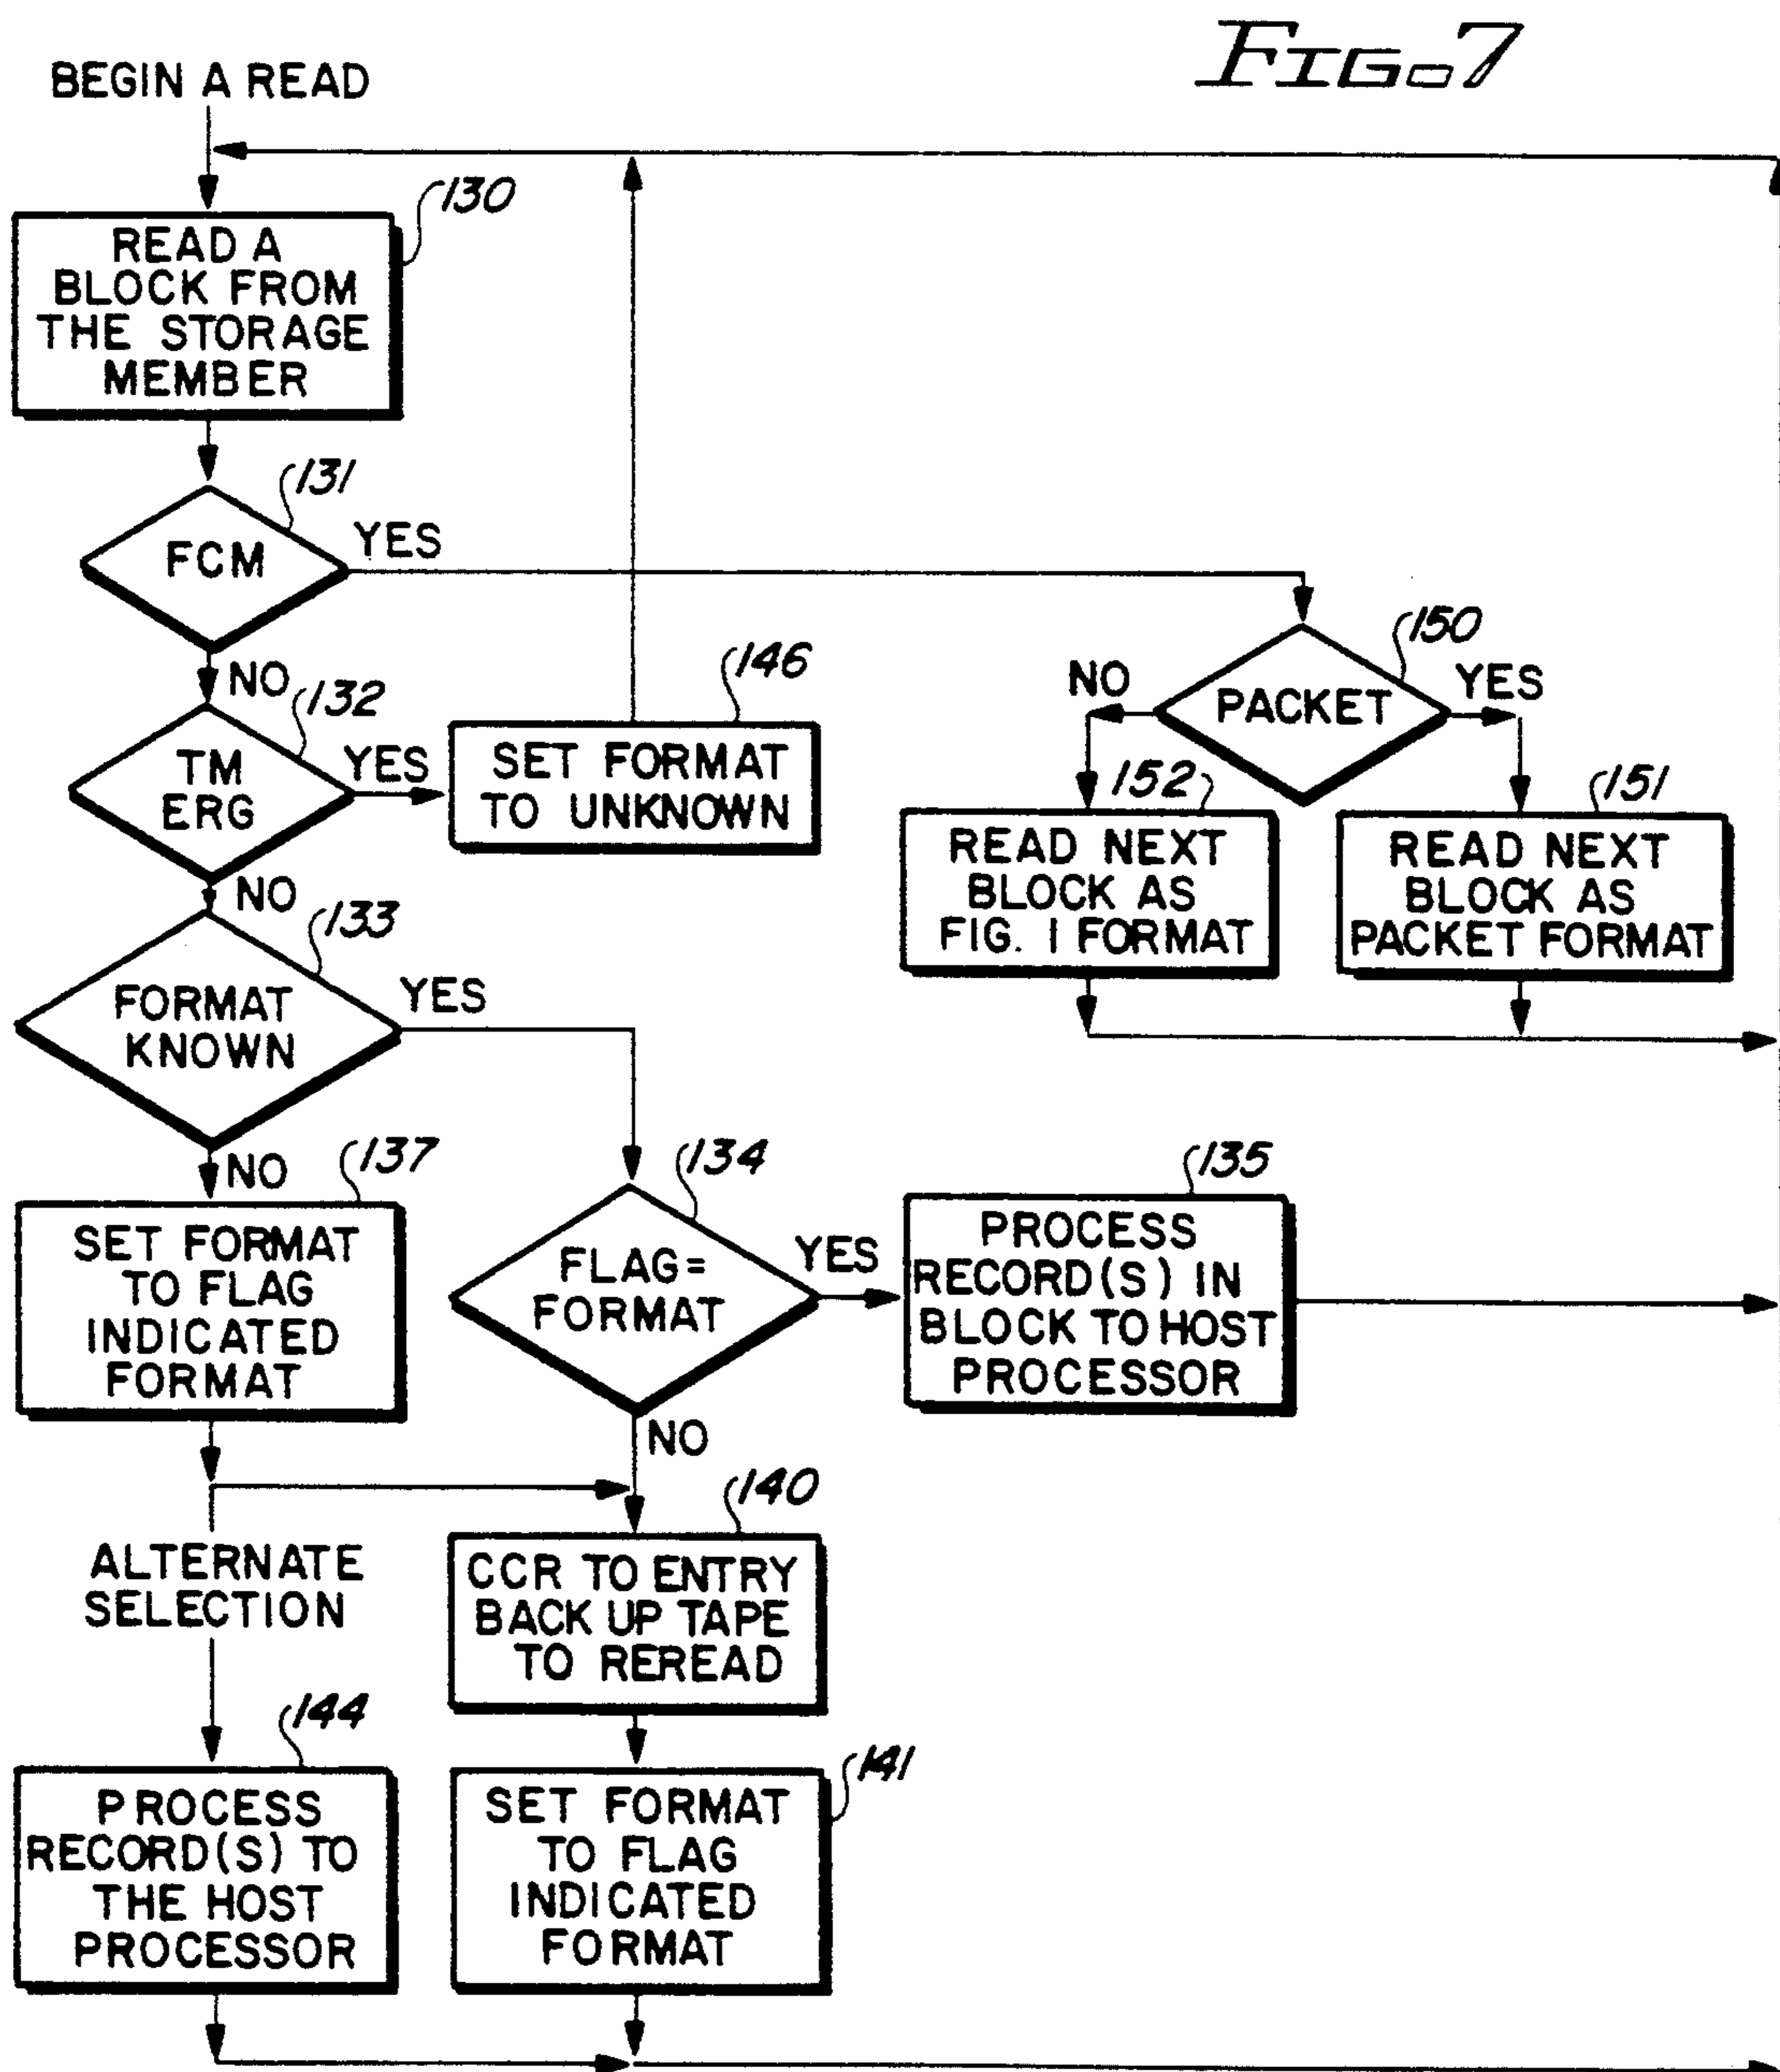 FIG. 7
BEGIN A READ
130
READ A
BLOCK FROM
THE STORAGE
MEMBER
131
FCM
YES
NO
132
TM
ERG
YES
146
SET FORMAT
TO UNKNOWN
NO
133
FORMAT
KNOWN
YES
150
PACKET
NO
YES
152
READ NEXT
BLOCK AS
FIG. 1 FORMAT
151
READ NEXT
BLOCK AS
PACKET FORMAT
NO
137
SET FORMAT
TO FLAG
INDICATED
FORMAT
134
FLAG=
FORMAT
YES
135
PROCESS
RECORD(S) IN
BLOCK TO HOST
PROCESSOR
NO
140
CCR TO ENTRY
BACK UP TAPE
TO REREAD
ALTERNATE
SELECTION
144
PROCESS
RECORD(S) TO
THE HOST
PROCESSOR
141
SET FORMAT
TO FLAG
INDICATED
FORMAT